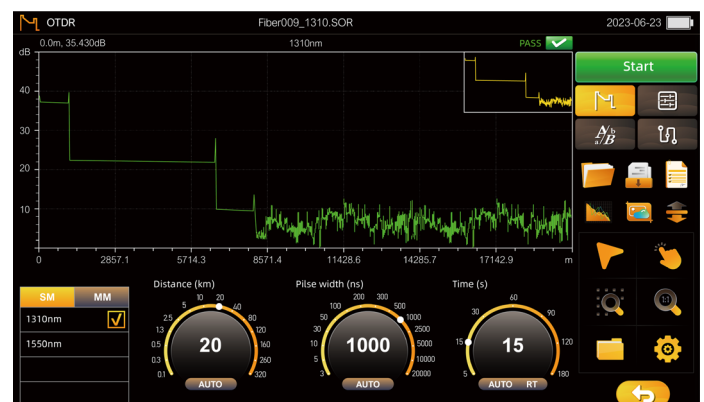 OTDR Fiber009_1310.SOR 2023-06-23
0.0m, 35.430dB 1310nm PASS
dB
40
30
20
10
0 2857.1 5714.3 8571.4 11428.6 14285.7 17142.9 m
Start
A/b
a/B
1:1
SM MM
1310nm
1550nm
Distance (km)
0.1 0.3 0.5 1.3 2.5 5 10 20 40 80 120 160 260 320
20
AUTO
Pilse width (ns)
3 5 10 30 50 100 200 300 500 1000 2500 5000 10000 20000
1000
AUTO
Time (s)
5 15 30 60 90 120 180
15
AUTO RT